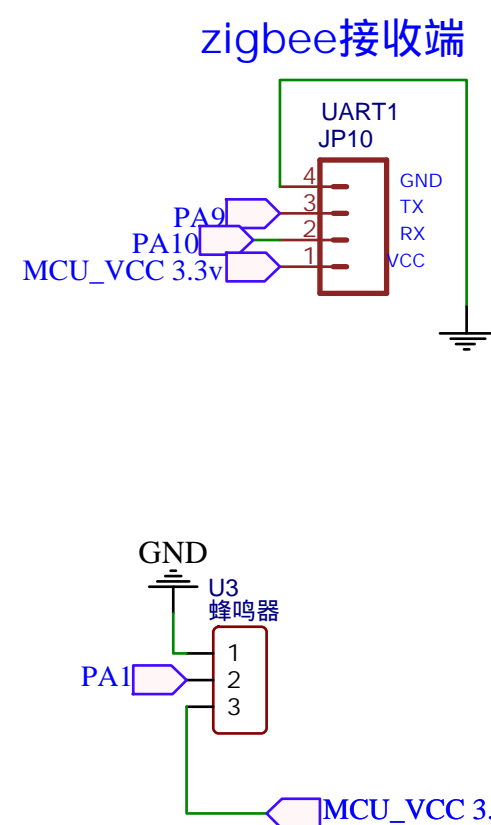 zigbee接收端
UART1
JP10
4 GND
PA9 3 TX
PA10 2 RX
MCU_VCC 3.3v 1 VCC
GND
U3
蜂鸣器
1
PA1 2
3
MCU_VCC 3.